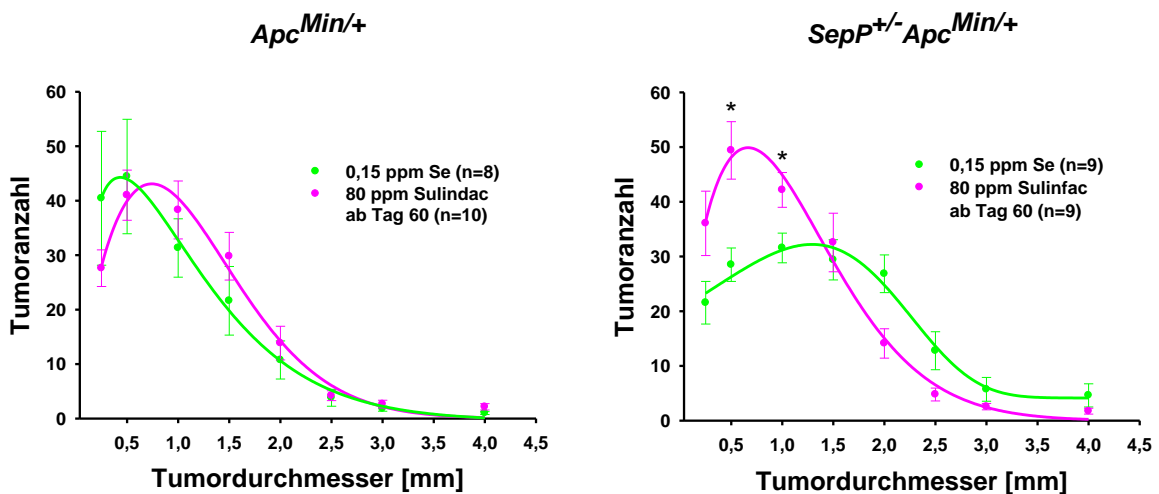 Apc^Min/+
60
50
40
30
20
10
0
Tumoranzahl
0,15 ppm Se (n=8)
80 ppm Sulindac
ab Tag 60 (n=10)
0,5 1,0 1,5 2,0 2,5 3,0 3,5 4,0 4,5
Tumordurchmesser [mm]
SepP^+/-Apc^Min/+
60
50
40
30
20
10
0
Tumoranzahl
*
*
0,15 ppm Se (n=9)
80 ppm Sulinfac
ab Tag 60 (n=9)
0,5 1,0 1,5 2,0 2,5 3,0 3,5 4,0 4,5
Tumordurchmesser [mm]